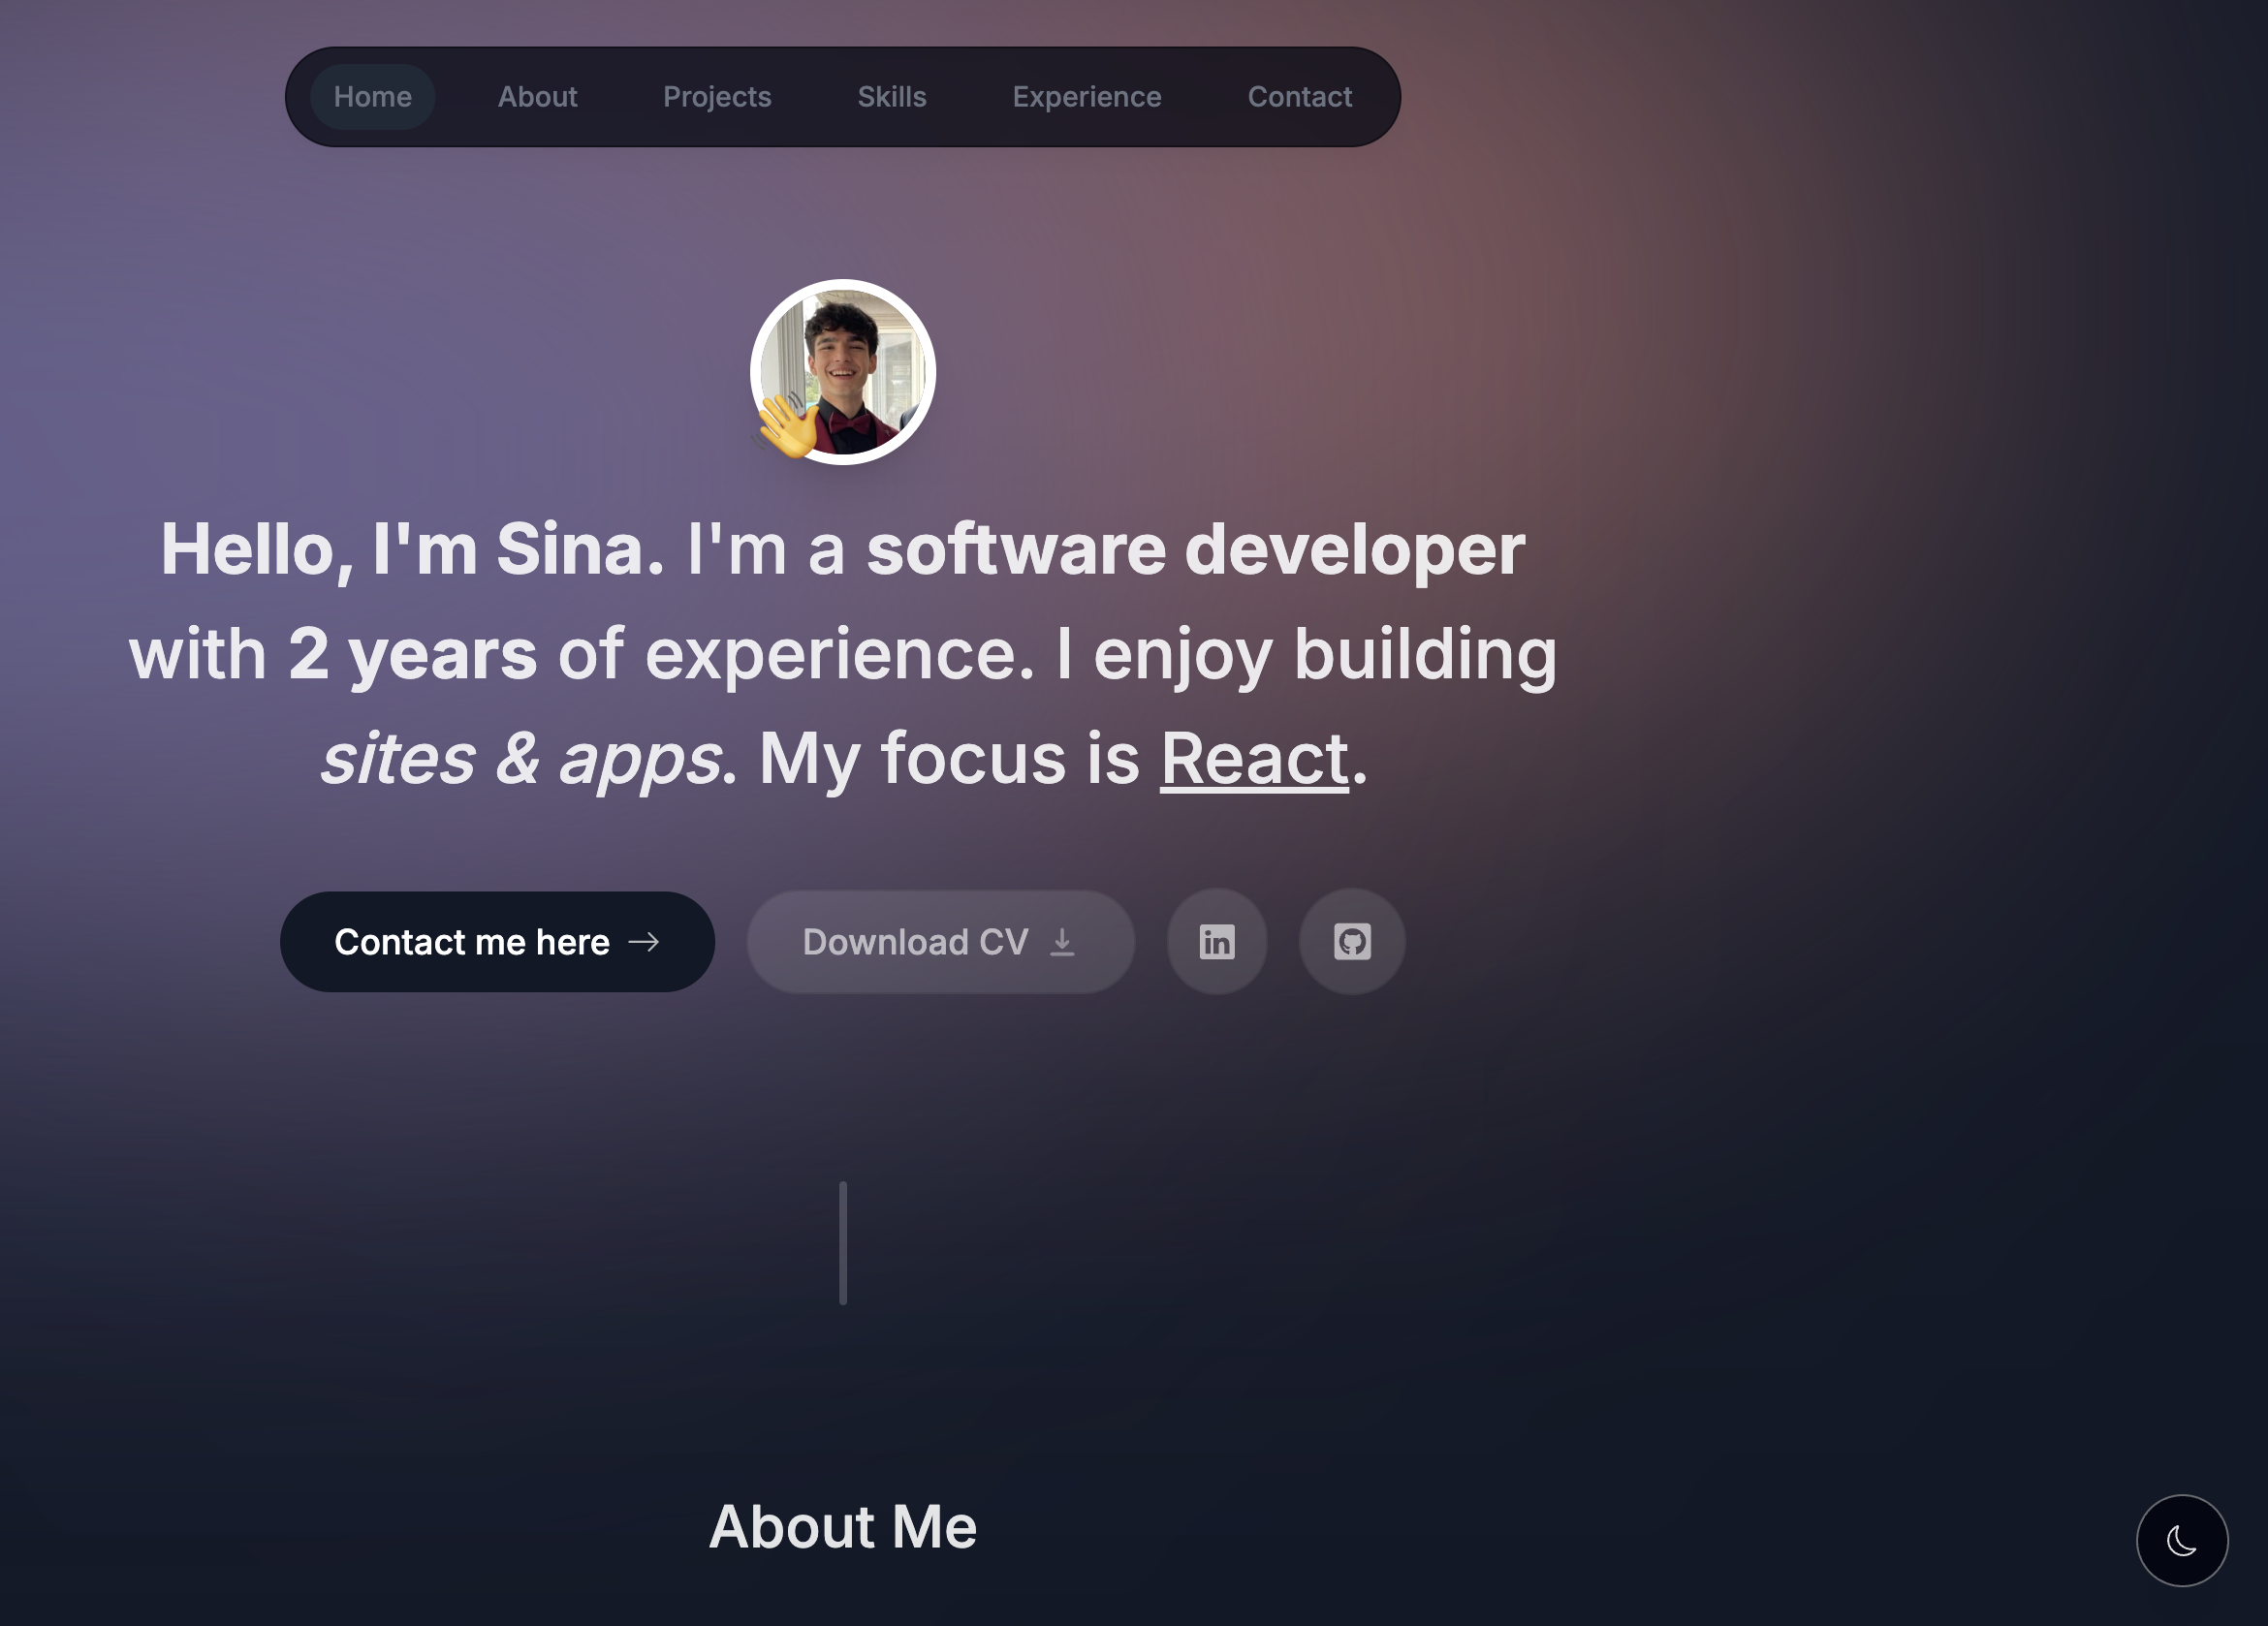 Home About Projects Skills Experience Contact
Hello, I'm Sina. I'm a software developer
with 2 years of experience. I enjoy building
sites & apps. My focus is React.
Contact me here Download CV in
About Me